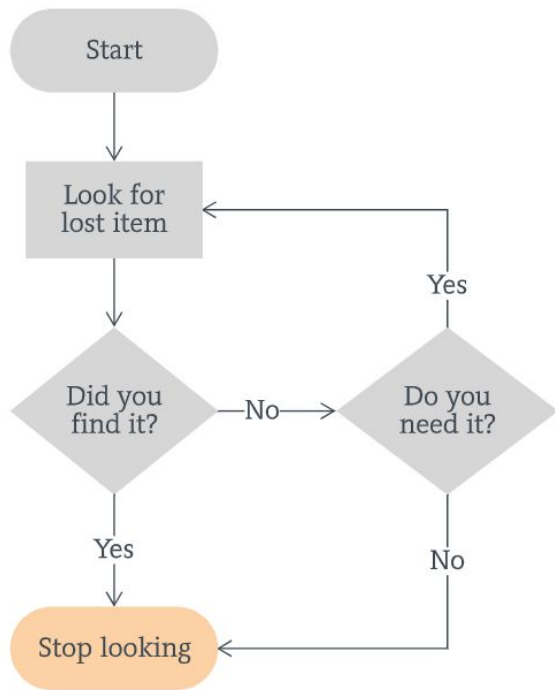 Start
Look for
lost item
Yes
Did you
find it?
No
Do you
need it?
Yes
No
Stop looking